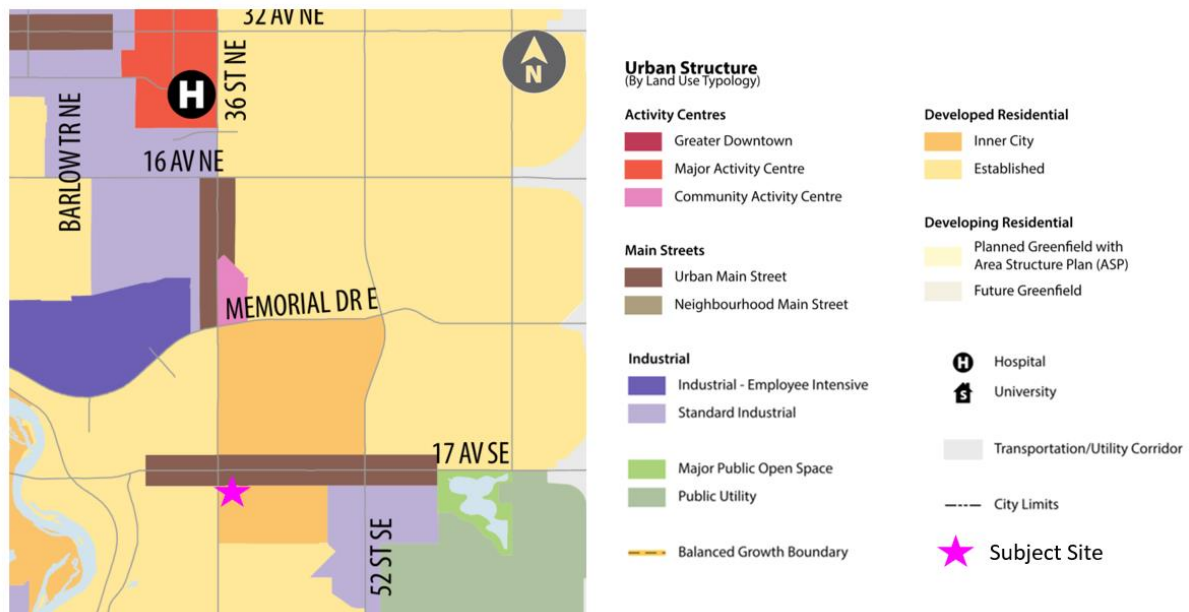 32 AV NE
N
36 ST NE
H
BARLOW TR NE
16 AV NE
MEMORIAL DR E
17 AV SE
52 ST SE
Urban Structure
(By Land Use Typology)
Activity Centres
Greater Downtown
Major Activity Centre
Community Activity Centre
Main Streets
Urban Main Street
Neighbourhood Main Street
Industrial
Industrial - Employee Intensive
Standard Industrial
Major Public Open Space
Public Utility
Balanced Growth Boundary
Developed Residential
Inner City
Established
Developing Residential
Planned Greenfield with
Area Structure Plan (ASP)
Future Greenfield
H Hospital
S University
Transportation/Utility Corridor
City Limits
Subject Site